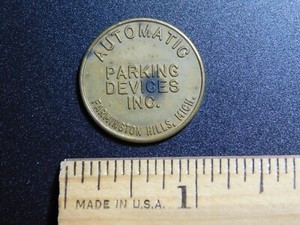 AUTOMATIC
PARKING
DEVICES
INC.
FARMINGTON HILLS, MICH.
1
MADE IN U.S.A.